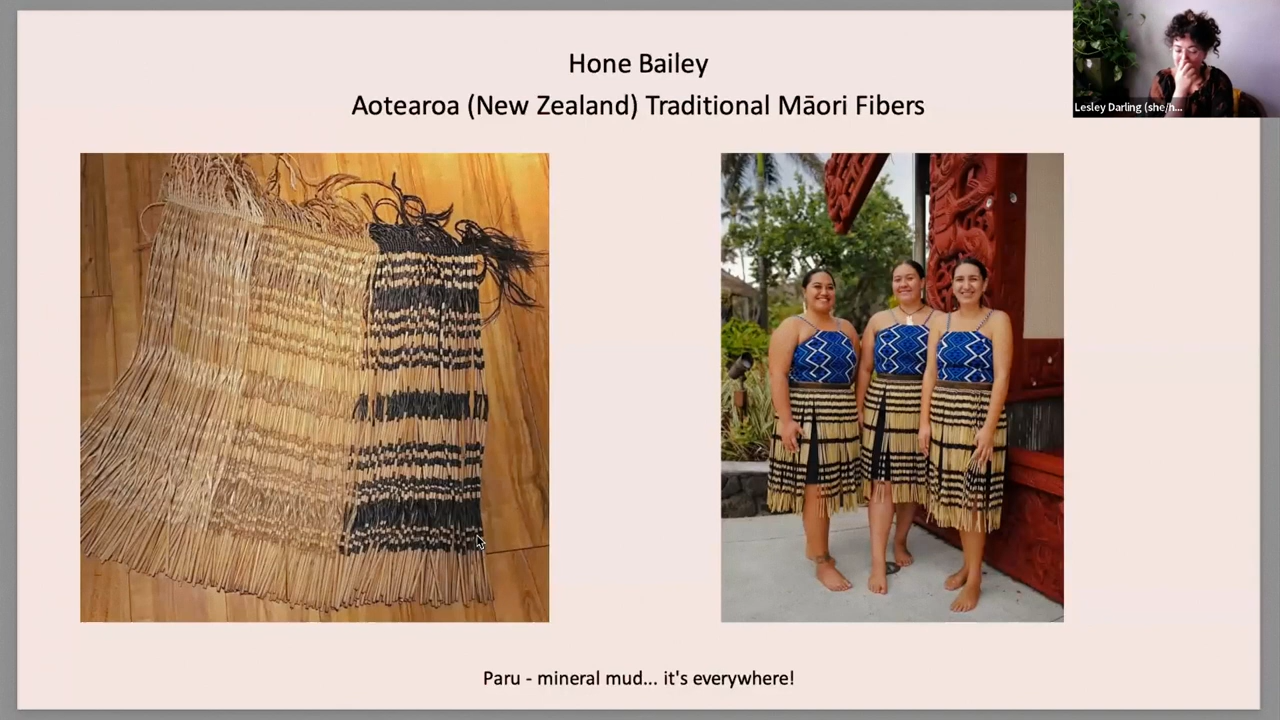 Hone Bailey
Aotearoa (New Zealand) Traditional Māori Fibers
Lesley Darling (she/h...
Paru - mineral mud... it's everywhere!